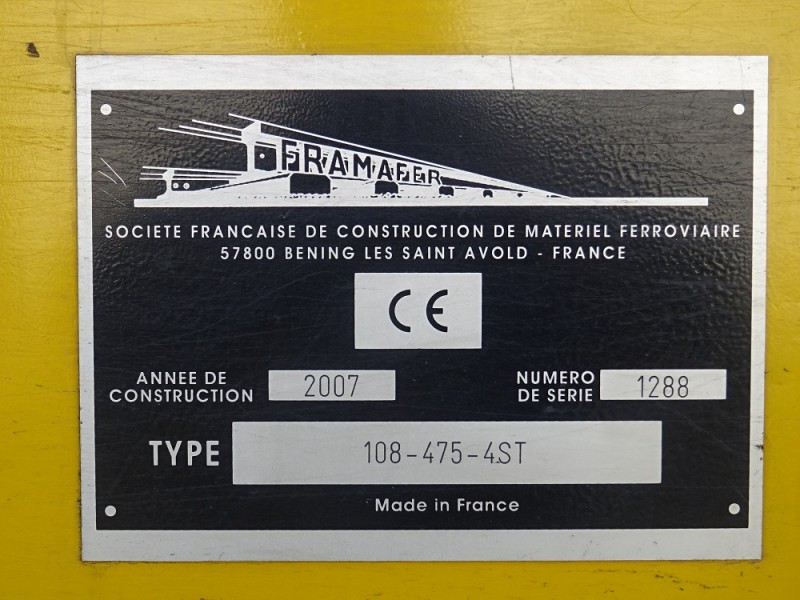 FRAMAFER
SOCIETE FRANCAISE DE CONSTRUCTION DE MATERIEL FERROVIAIRE
57800 BENING LES SAINT AVOLD - FRANCE
CE
ANNEE DE CONSTRUCTION 2007
NUMERO DE SERIE 1288
TYPE 108-475-4ST
Made in France